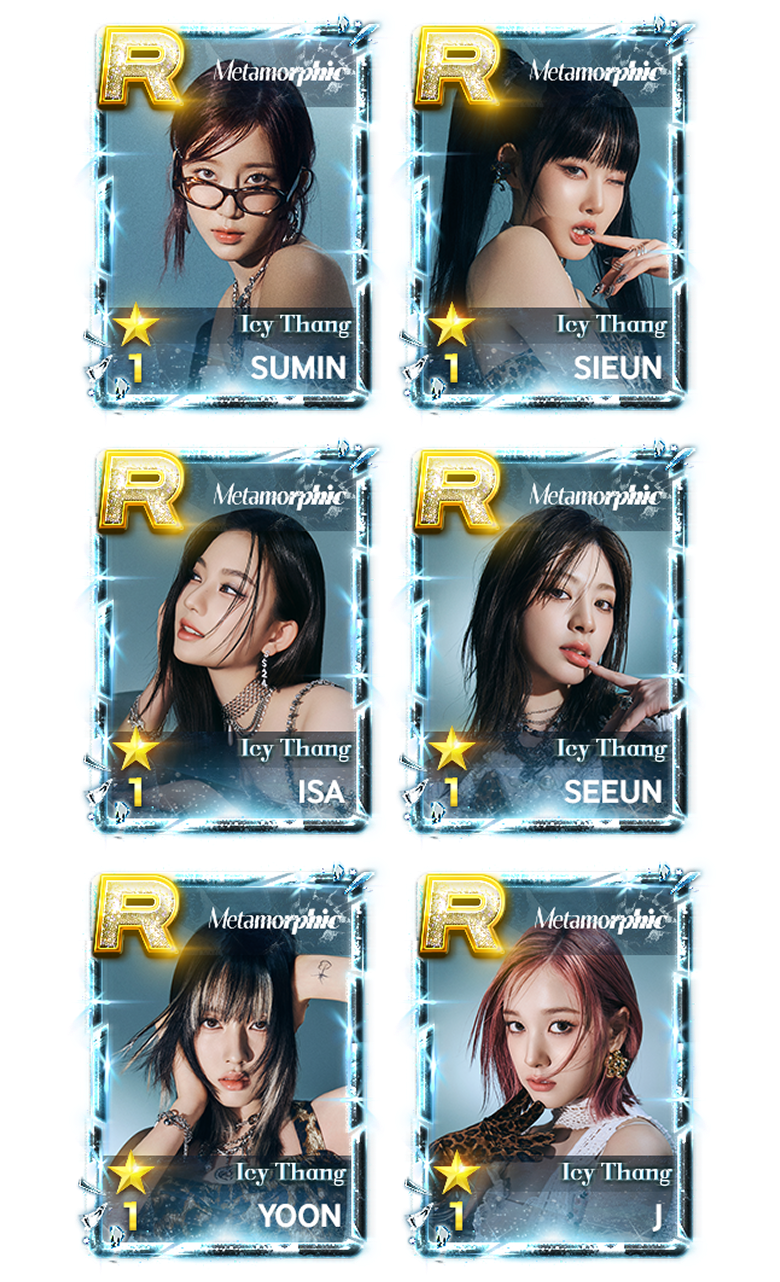 R
Metamorphic
Icy Thang
1
SUMIN
R
Metamorphic
Icy Thang
1
SIEUN
R
Metamorphic
Icy Thang
1
ISA
R
Metamorphic
Icy Thang
1
SEEUN
R
Metamorphic
Icy Thang
1
YOON
R
Metamorphic
Icy Thang
1
J